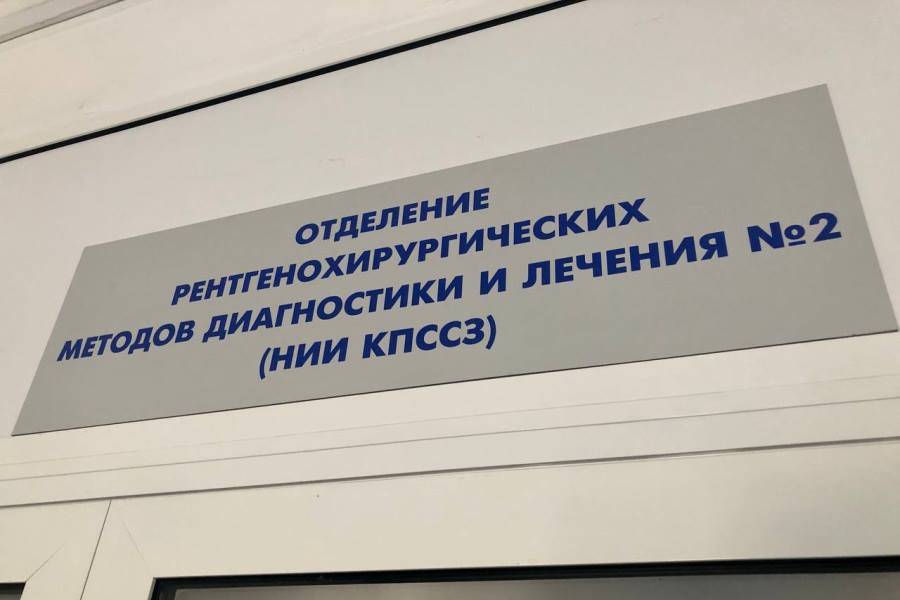 ОТДЕЛЕНИЕ
РЕНТГЕНОХИРУРГИЧЕСКИХ
МЕТОДОВ ДИАГНОСТИКИ И ЛЕЧЕНИЯ №2
(НИИ КПССЗ)